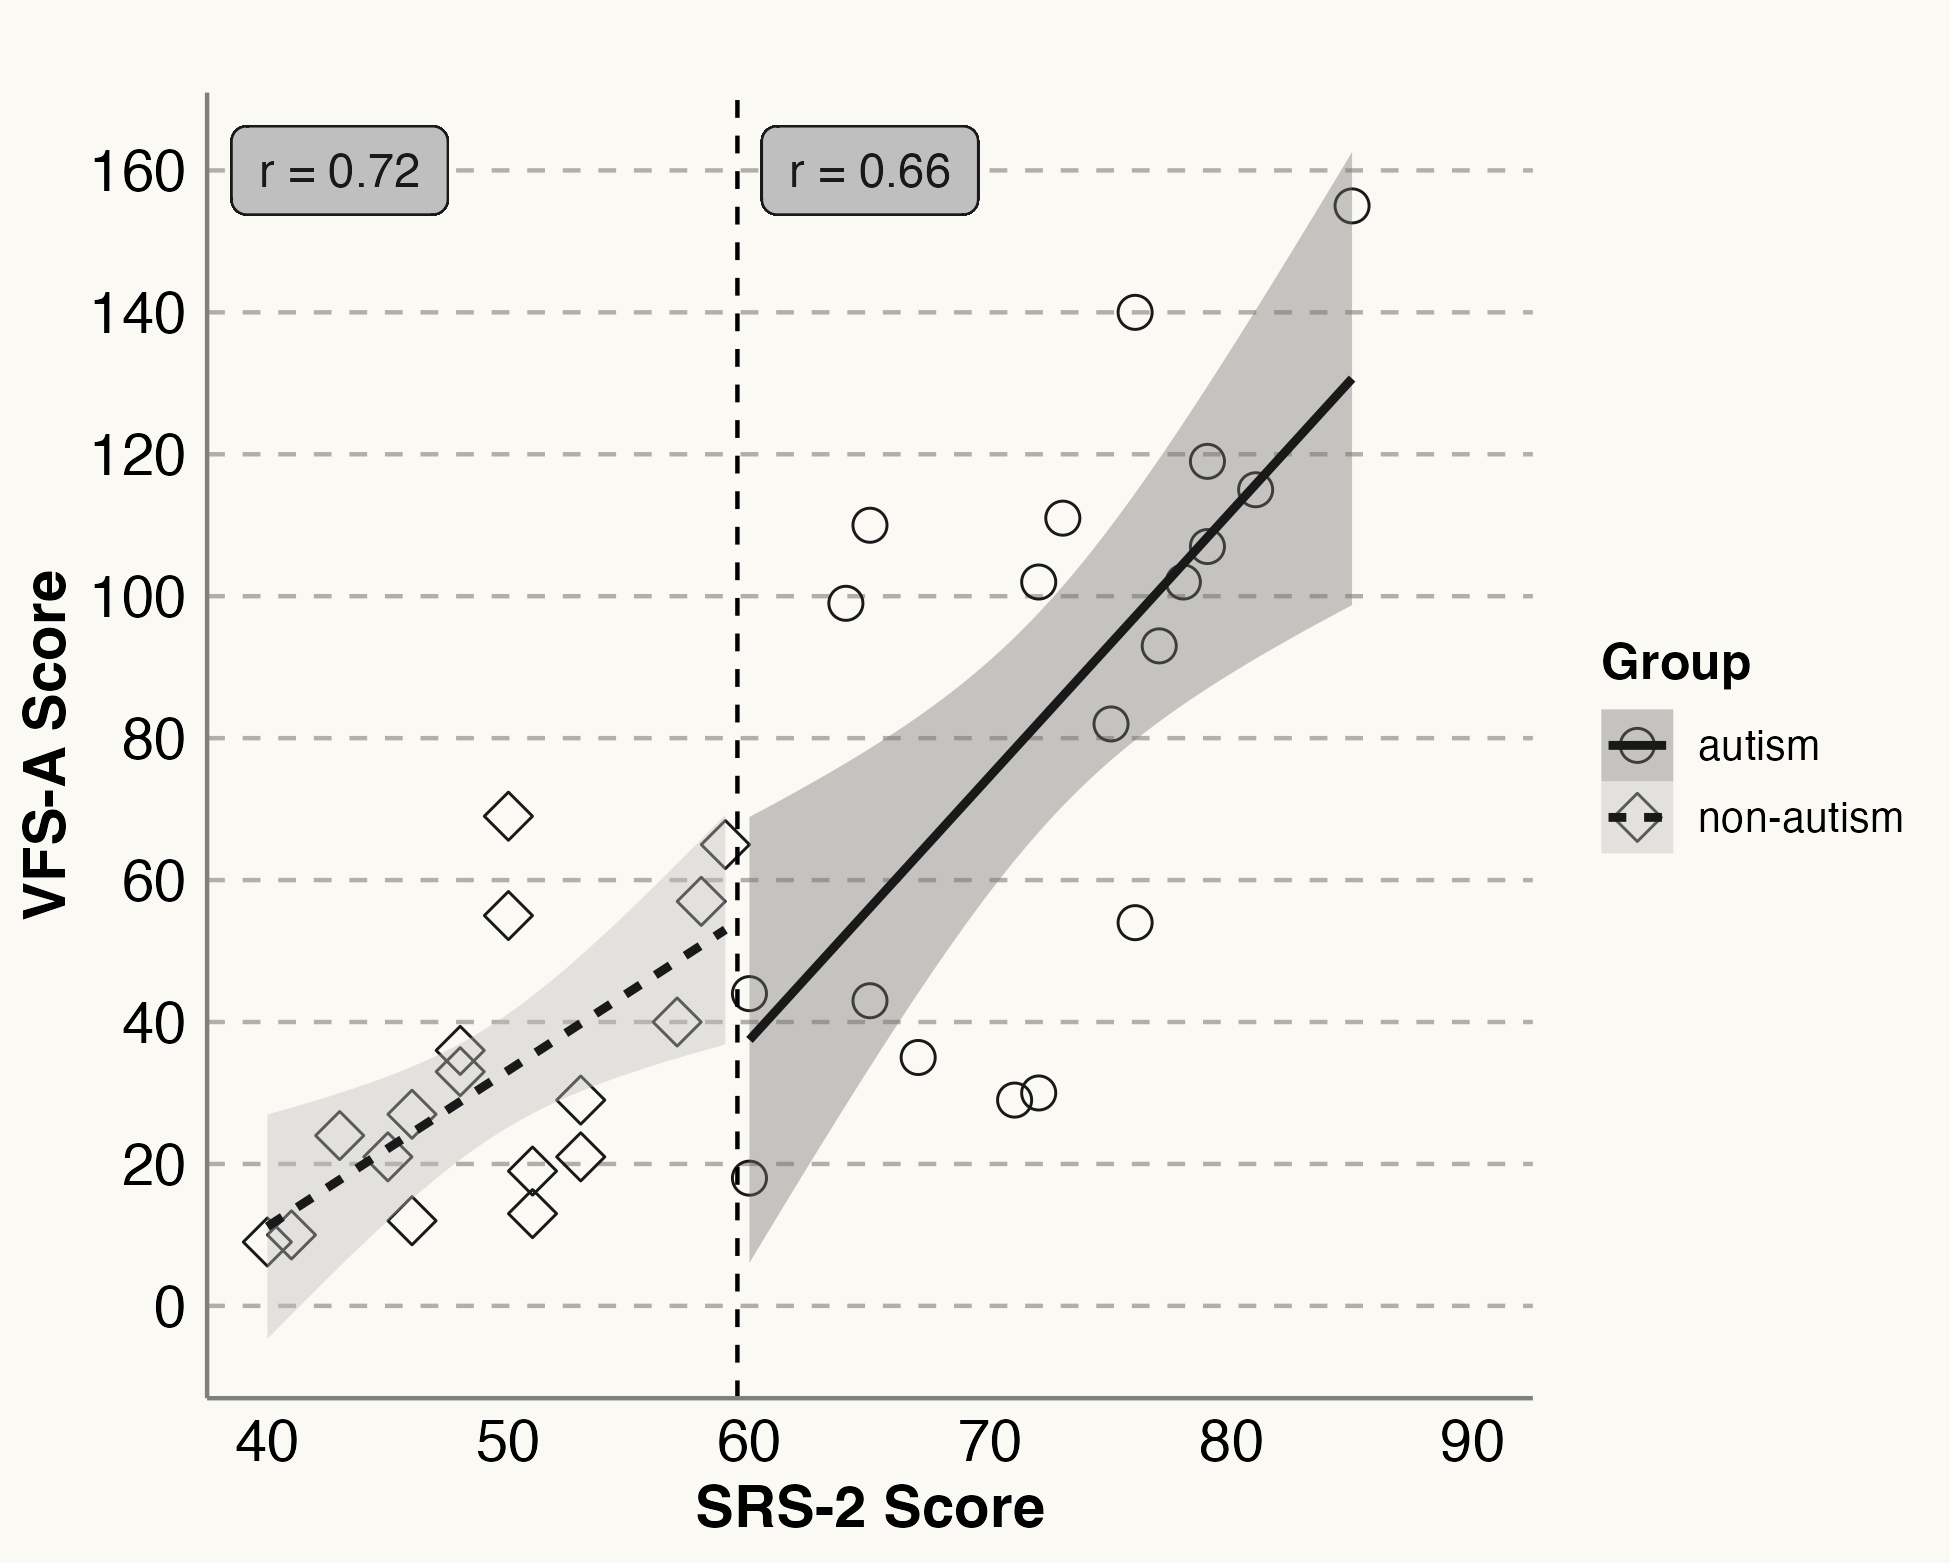 r = 0.72
r = 0.66
160
140
120
100
80
60
40
20
0
VFS-A Score
40 50 60 70 80 90
SRS-2 Score
Group
autism
non-autism